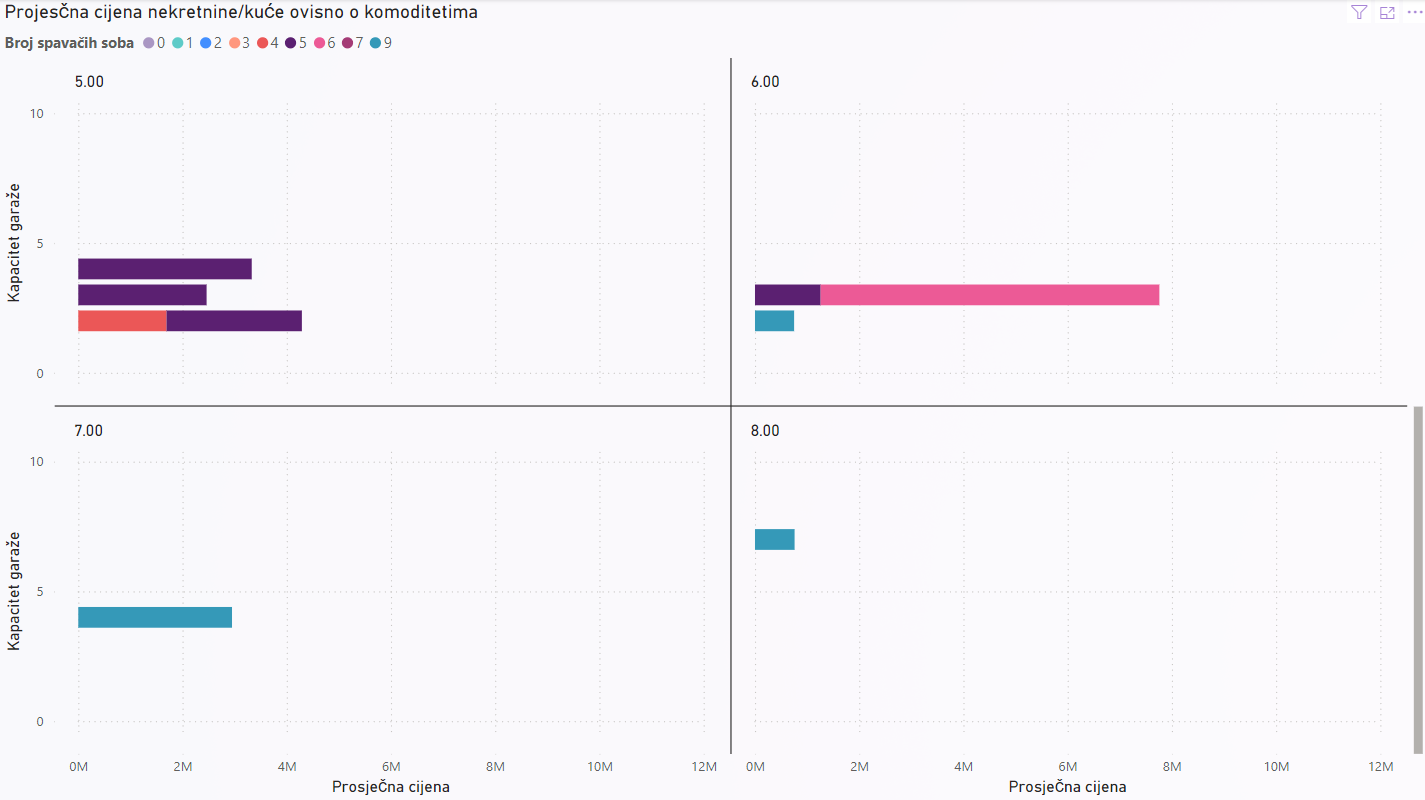 Projesčna cijena nekretnine/kuće ovisno o komoditetima
Broj spavačih soba 0 1 2 3 4 5 6 7 9
5.00
6.00
10
5
0
Kapacitet garaže
7.00
8.00
10
5
0
Kapacitet garaže
0M 2M 4M 6M 8M 10M 12M
0M 2M 4M 6M 8M 10M 12M
Prosječna cijena
Prosječna cijena